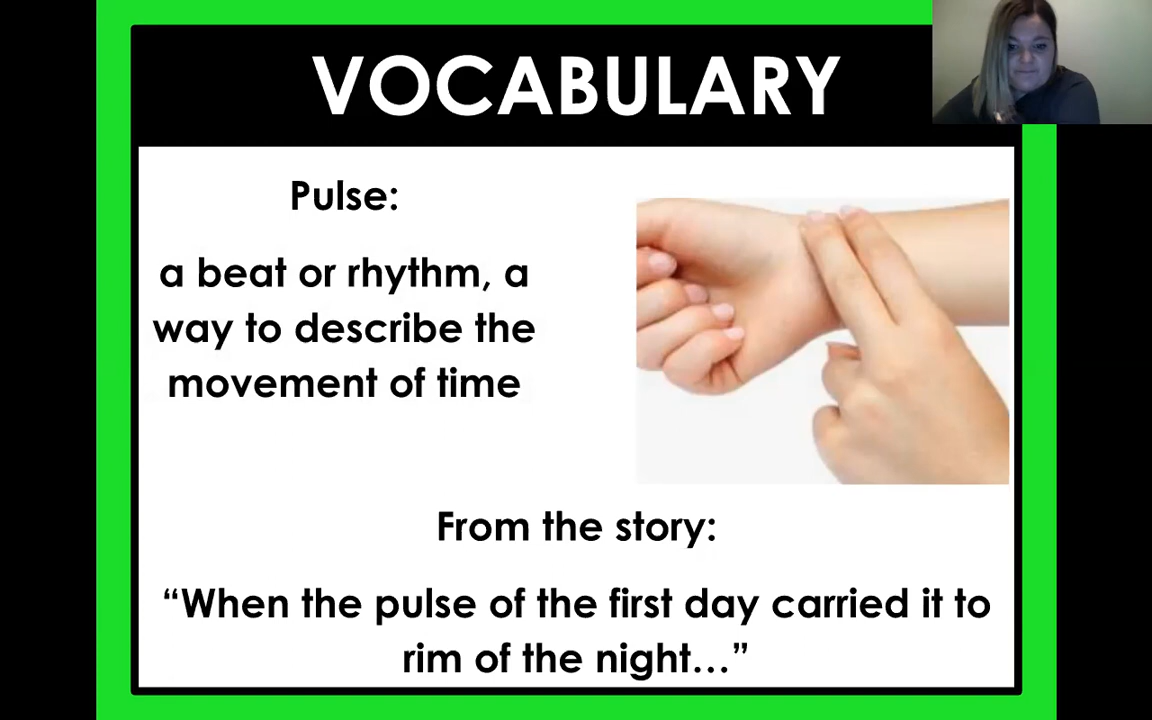 VOCABULARY
Pulse:
a beat or rhythm, a
way to describe the
movement of time
From the story:
“When the pulse of the first day carried it to
rim of the night…”